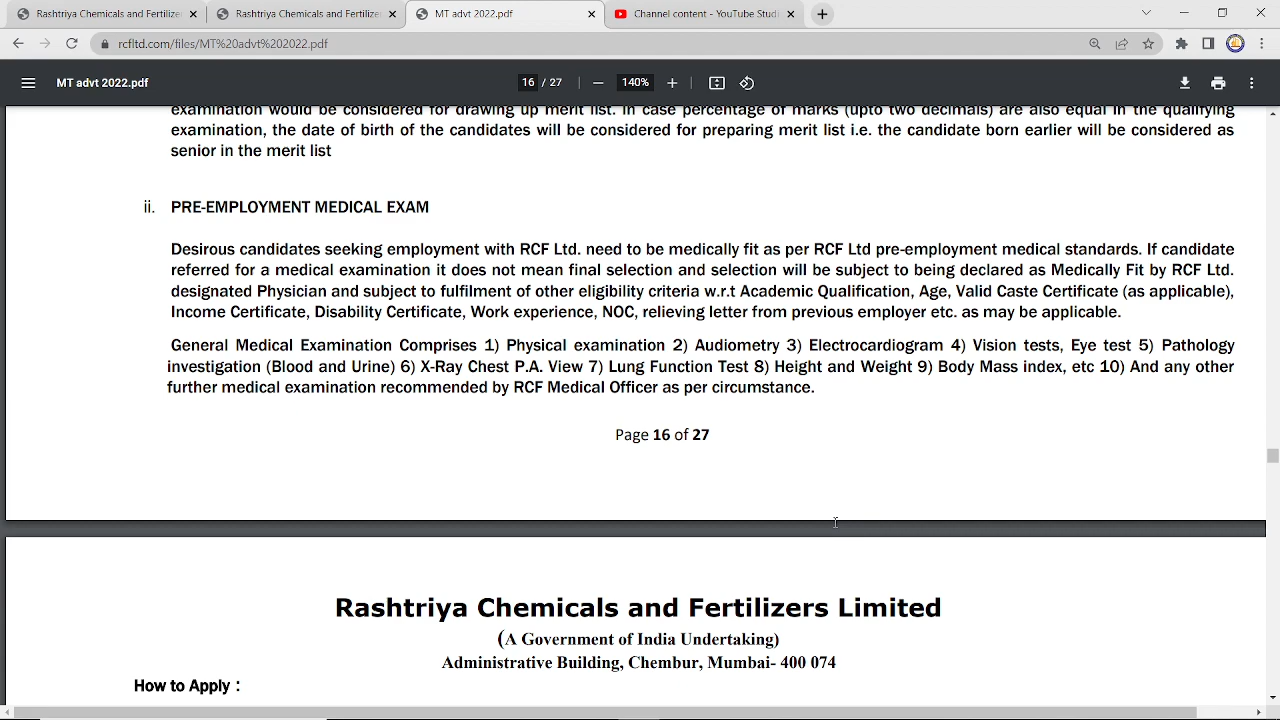 Rashtriya Chemicals and Fertilize
Rashtriya Chemicals and Fertilize
MT advt 2022.pdf
Channel content - YouTube Studi
rcfltd.com/files/MT%20advt%202022.pdf
MT advt 2022.pdf
16 / 27
140%
examination would be considered for drawing up merit list. In case percentage of marks (upto two decimals) are also equal in the qualifying
examination, the date of birth of the candidates will be considered for preparing merit list i.e. the candidate born earlier will be considered as
senior in the merit list
ii. PRE-EMPLOYMENT MEDICAL EXAM
Desirous candidates seeking employment with RCF Ltd. need to be medically fit as per RCF Ltd pre-employment medical standards. If candidate
referred for a medical examination it does not mean final selection and selection will be subject to being declared as Medically Fit by RCF Ltd.
designated Physician and subject to fulfilment of other eligibility criteria w.r.t Academic Qualification, Age, Valid Caste Certificate (as applicable),
Income Certificate, Disability Certificate, Work experience, NOC, relieving letter from previous employer etc. as may be applicable.
General Medical Examination Comprises 1) Physical examination 2) Audiometry 3) Electrocardiogram 4) Vision tests, Eye test 5) Pathology
investigation (Blood and Urine) 6) X-Ray Chest P.A. View 7) Lung Function Test 8) Height and Weight 9) Body Mass index, etc 10) And any other
further medical examination recommended by RCF Medical Officer as per circumstance.
Page 16 of 27
Rashtriya Chemicals and Fertilizers Limited
(A Government of India Undertaking)
Administrative Building, Chembur, Mumbai- 400 074
How to Apply :